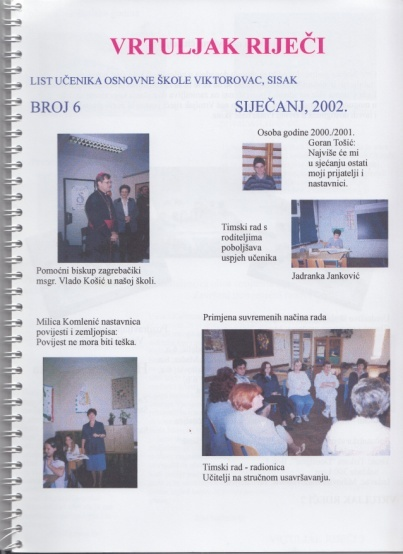 VRTULJAK RIJEČI
LIST UČENIKA OSNOVNE ŠKOLE VIKTOROVAC, SISAK
BROJ 6
SIJEČANJ, 2002.
Osoba godine 2000./2001.
Goran Tošić:
Najviše će mi
u sjećanju ostati
moji prijatelji i
nastavnici.
Timski rad s
roditeljima
poboljšava
uspjeh učenika
Jadranka Janković
Pomoćni biskup zagrebačiki
msgr. Vlado Košić u našoj školi.
Milica Komlenić nastavnica
povijesti i zemljopisa:
Povijest ne mora biti teška.
Primjena suvremenih načina rada
Timski rad - radionica
Učitelji na stručnom usavršavanju.